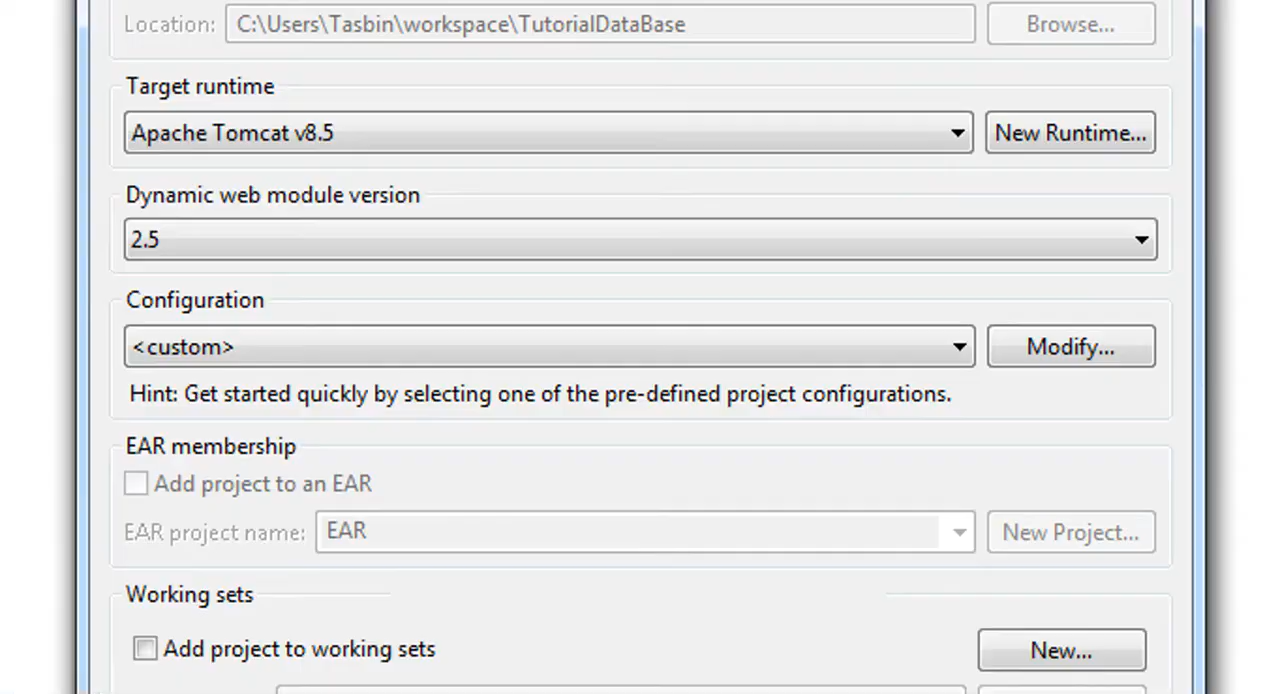 Location: C:\Users\Tasbin\workspace\TutorialDataBase Browse...
Target runtime
Apache Tomcat v8.5 New Runtime...
Dynamic web module version
2.5
Configuration
<custom> Modify...
Hint: Get started quickly by selecting one of the pre-defined project configurations.
EAR membership
Add project to an EAR
EAR project name: EAR New Project...
Working sets
Add project to working sets New...